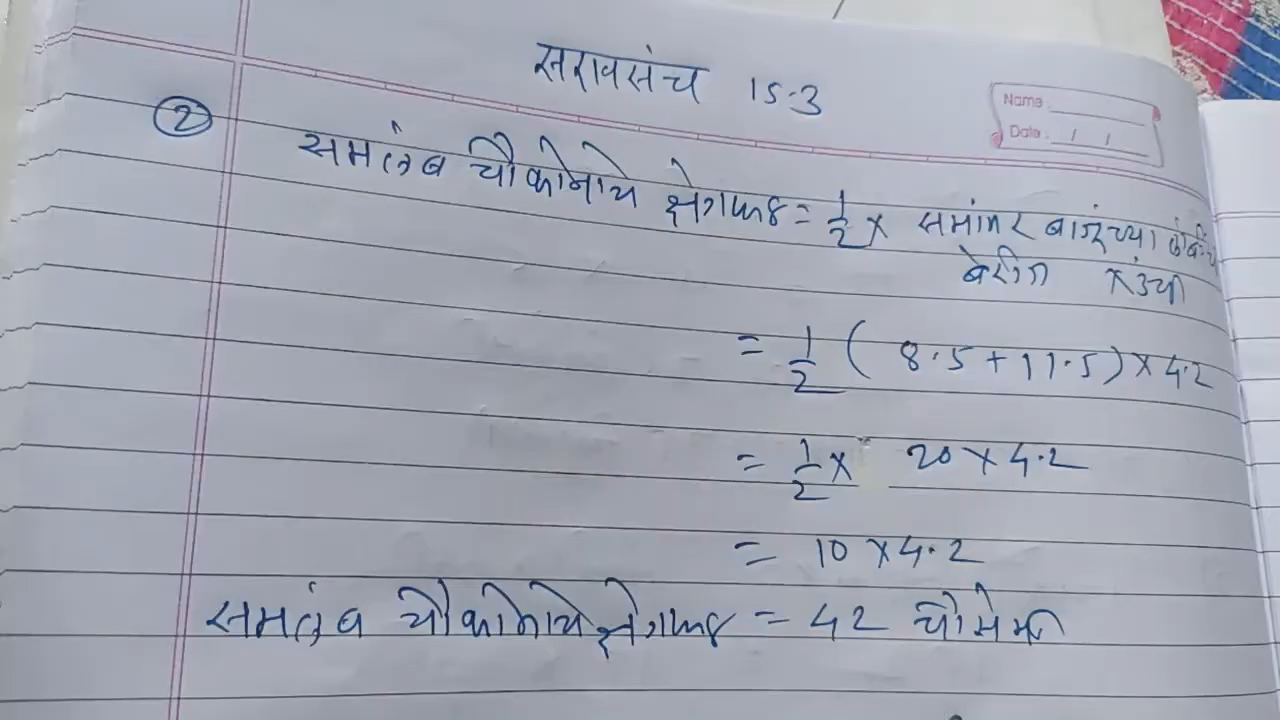 सरावसंच 15.3
Name
Date : / /
2 समलंब चौकोनाचे क्षेत्रफळ = 1/2 × समांतर बाजूंच्या
बेरीज × उंची
= 1/2 ( 8.5 + 11.5 ) × 4.2
= 1/2 × 20 × 4.2
= 10 × 4.2
समलंब चौकोनाचे क्षेत्रफळ = 42 चौसेमी